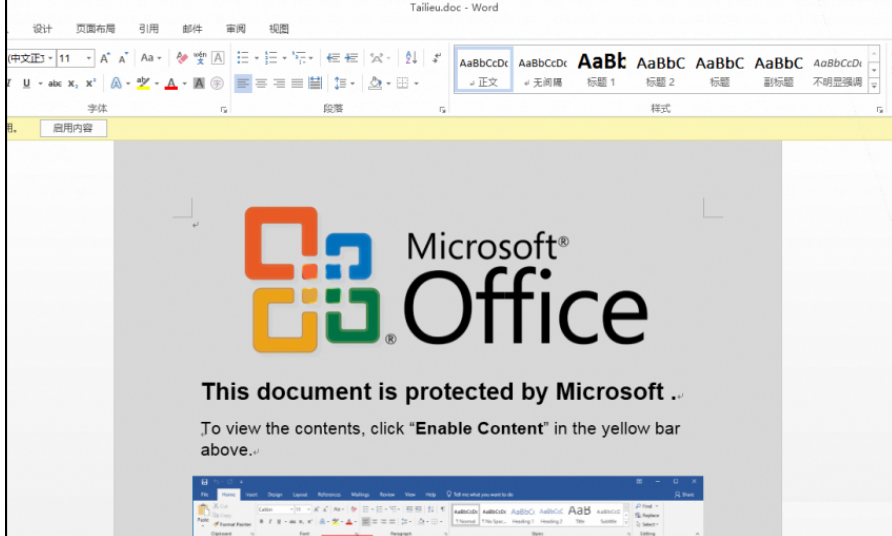 Tailieu.doc - Word
设计 页面布局 引用 邮件 审阅 视图
(中文正) 11 A A Aa wén A
U abc x, x² A aby A A
字体 段落 样式
AaBbCcDc AaBbCcDc AaBb AaBbC AaBbC AaBbC AaBbCcDc
正文 无间隔 标题 1 标题 2 标题 副标题 不明显强调
用。 启用内容
Microsoft®
Office
®
This document is protected by Microsoft .
To view the contents, click “Enable Content” in the yellow bar
above.
File Home Insert Design Layout References Mailings Review View Help Tell me what you want to do Share
Cut Calibri 11 Find
Copy Replace
Paste Format Painter Select
AaBbCcDc AaBbCcDc AaBbCc AaBbCcC AaB AaBbCcD
1 Normal 1 No Spac... Heading 1 Heading 2 Title Subtitle
Clipboard Font Paragraph Styles Editing